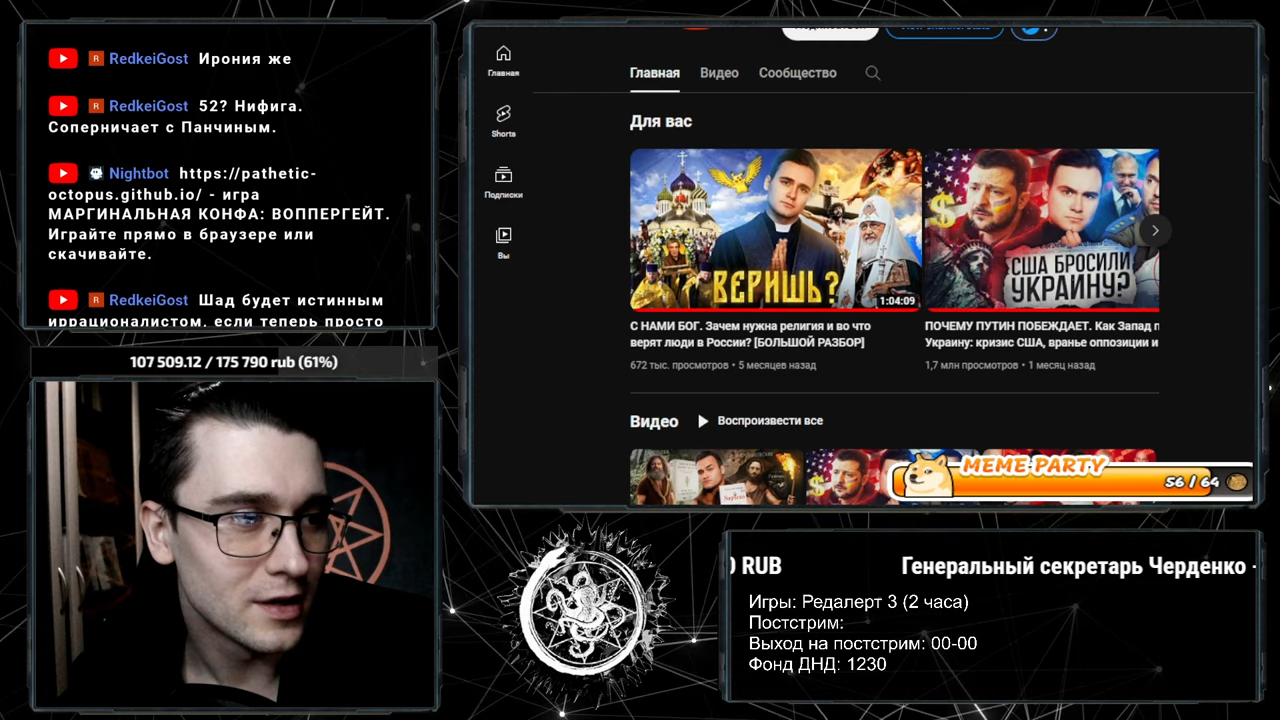 RedkeiGost Ирония же
RedkeiGost 52? Нифига.
Соперничает с Панчиным.
Nightbot https://pathetic-
octopus.github.io/ - игра
МАРГИНАЛЬНАЯ КОНФА: ВОППЕРГЕЙТ.
Играйте прямо в браузере или
скачивайте.
RedkeiGost Шад будет истинным
иррационалистом, если теперь просто
107 509.12 / 175 790 rub (61%)
Главная
Shorts
Подписки
Вы
Главная Видео Сообщество
Для вас
ВЕРИШЬ?
1:04:09
США БРОСИЛИ
УКРАИНУ?
С НАМИ БОГ. Зачем нужна религия и во что
верят люди в России? [БОЛЬШОЙ РАЗБОР]
672 тыс. просмотров • 5 месяцев назад
ПОЧЕМУ ПУТИН ПОБЕЖДАЕТ. Как Запад п
Украину: кризис США, вранье оппозиции и
1,7 млн просмотров • 1 месяц назад
Видео Воспроизвести все
MEME PARTY
56 / 64
RUB Генеральный секретарь Черденко -
Игры: Редалерт 3 (2 часа)
Постстрим:
Выход на постстрим: 00-00
Фонд ДНД: 1230